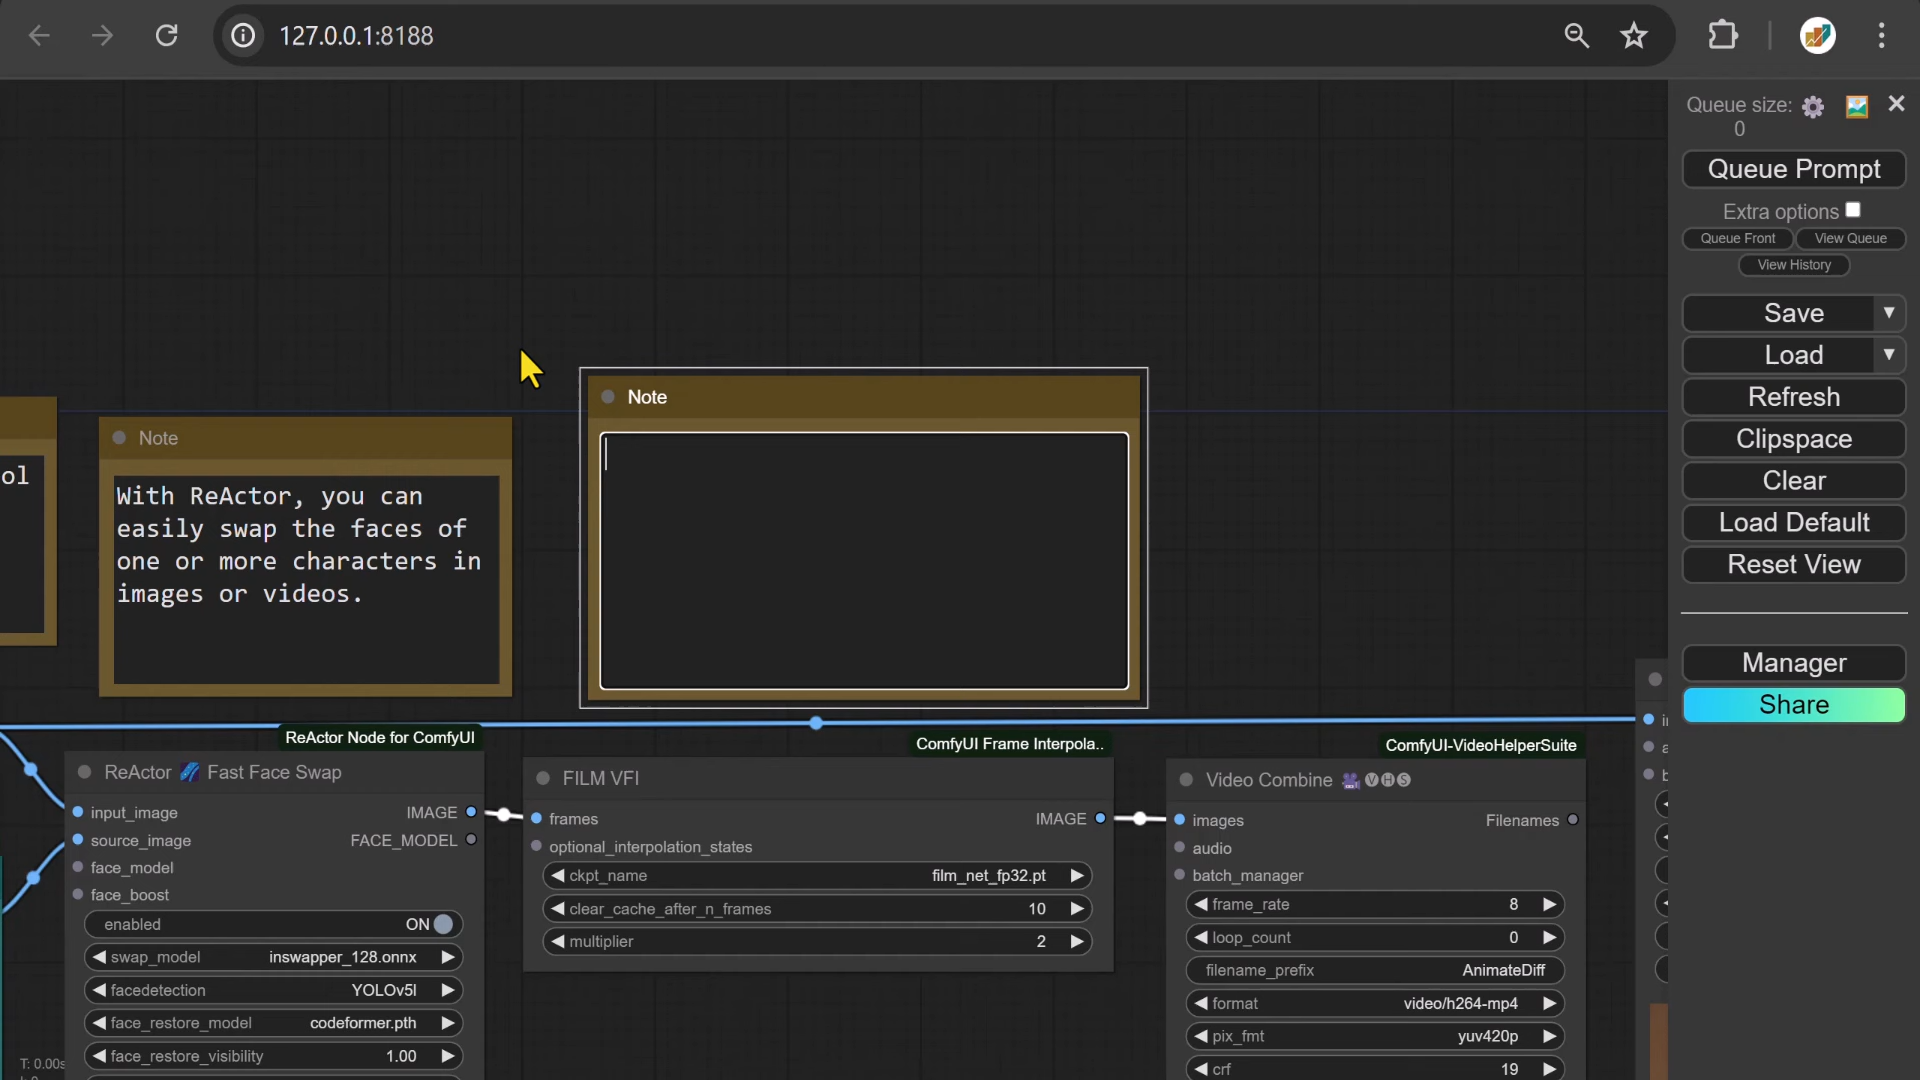 127.0.0.1:8188
Queue size:
0
Queue Prompt
Extra options
Queue Front
View Queue
View History
Save
Load
Refresh
Clipspace
Clear
Load Default
Reset View
Manager
Share
ol
Note
With ReActor, you can
easily swap the faces of
one or more characters in
images or videos.
Note
ReActor Node for ComfyUI
ReActor 🌌 Fast Face Swap
input_image
IMAGE
source_image
FACE_MODEL
face_model
face_boost
enabled
ON
swap_model
inswapper_128.onnx
facedetection
YOLOv5l
face_restore_model
codeformer.pth
face_restore_visibility
1.00
T: 0.00s
ComfyUI Frame Interpola..
FILM VFI
frames
IMAGE
optional_interpolation_states
ckpt_name
film_net_fp32.pt
clear_cache_after_n_frames
10
multiplier
2
ComfyUI-VideoHelperSuite
Video Combine 🎥🅥🅗🅢
images
Filenames
audio
batch_manager
frame_rate
8
loop_count
0
filename_prefix
AnimateDiff
format
video/h264-mp4
pix_fmt
yuv420p
crf
19